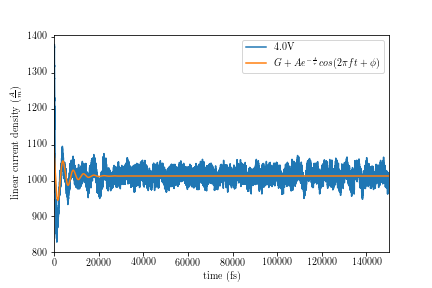 1400
1300
1200
1100
1000
900
800
linear current density (A/m)
4.0V
G + Ae^{-t/τ} cos(2πft + ϕ)
0 20000 40000 60000 80000 100000 120000 140000
time (fs)